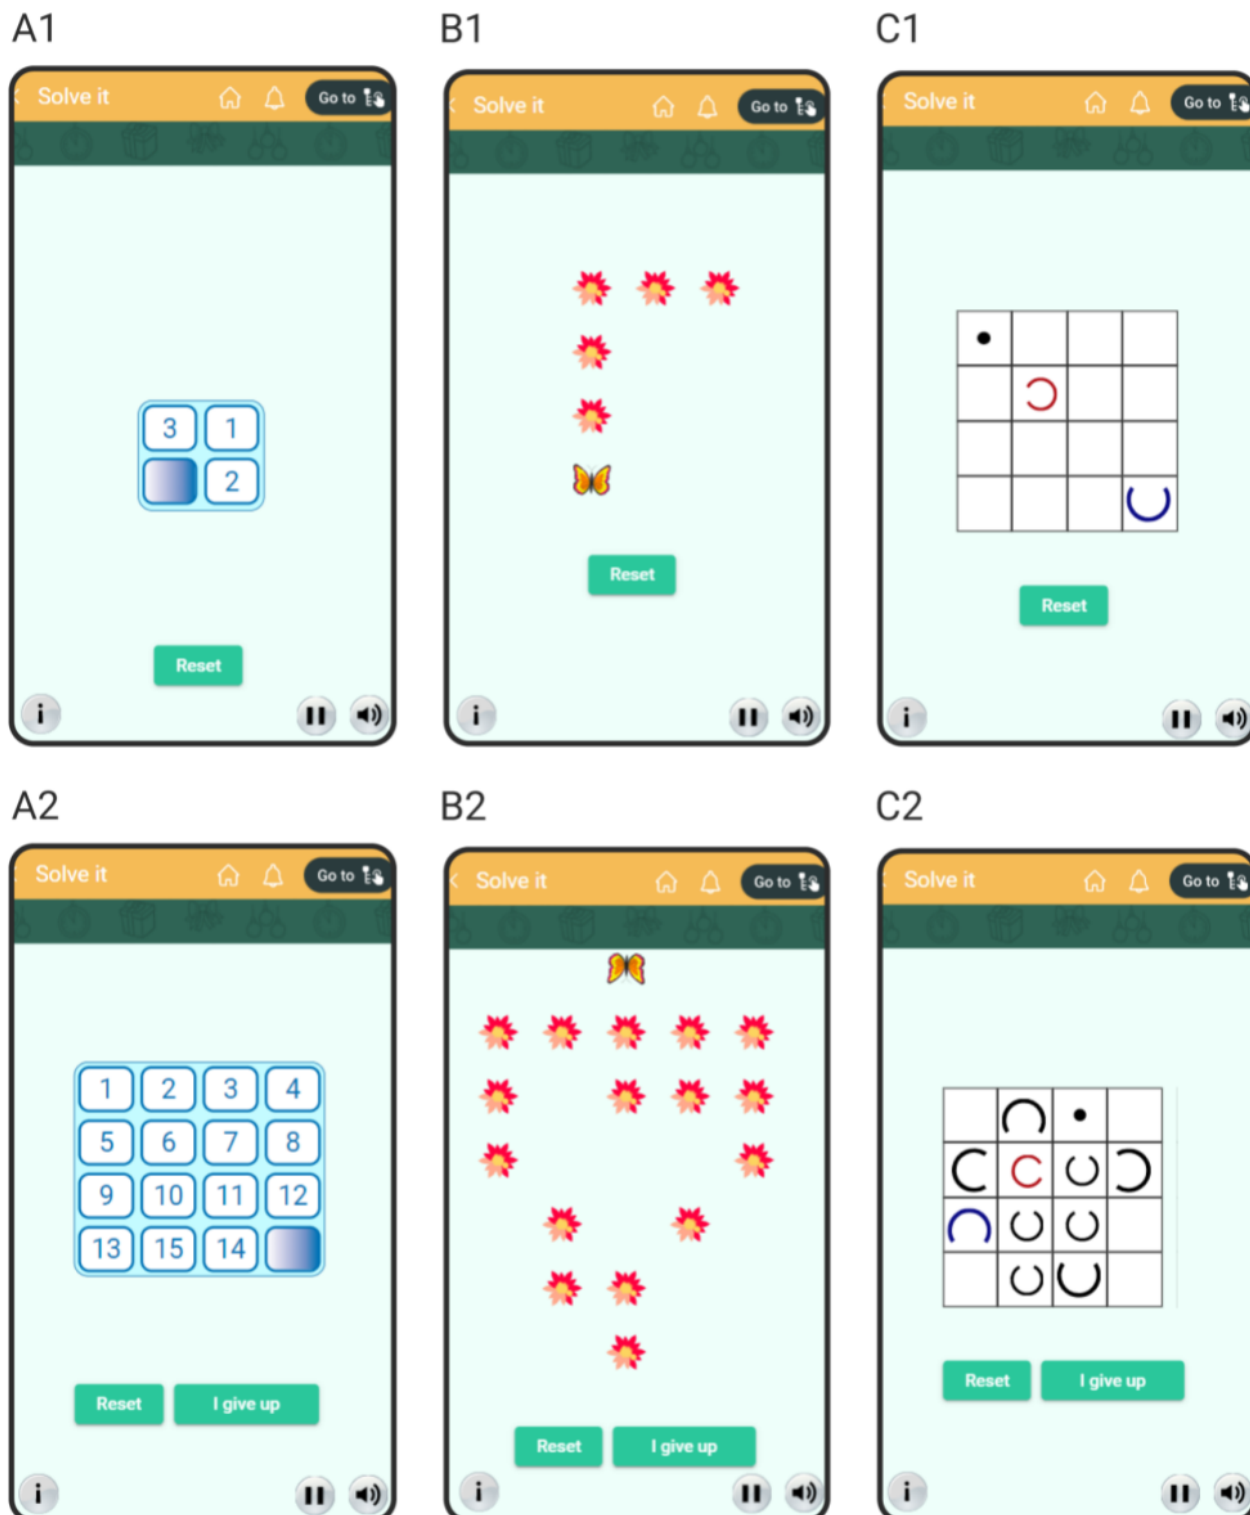 A1
B1
C1
Solve it
Go to
Solve it
Go to
Solve it
Go to
3 1
2
Reset
i
Reset
i
Reset
i
A2
B2
C2
Solve it
Go to
Solve it
Go to
Solve it
Go to
1 2 3 4
5 6 7 8
9 10 11 12
13 15 14
Reset
I give up
i
Reset
I give up
i
Reset
I give up
i